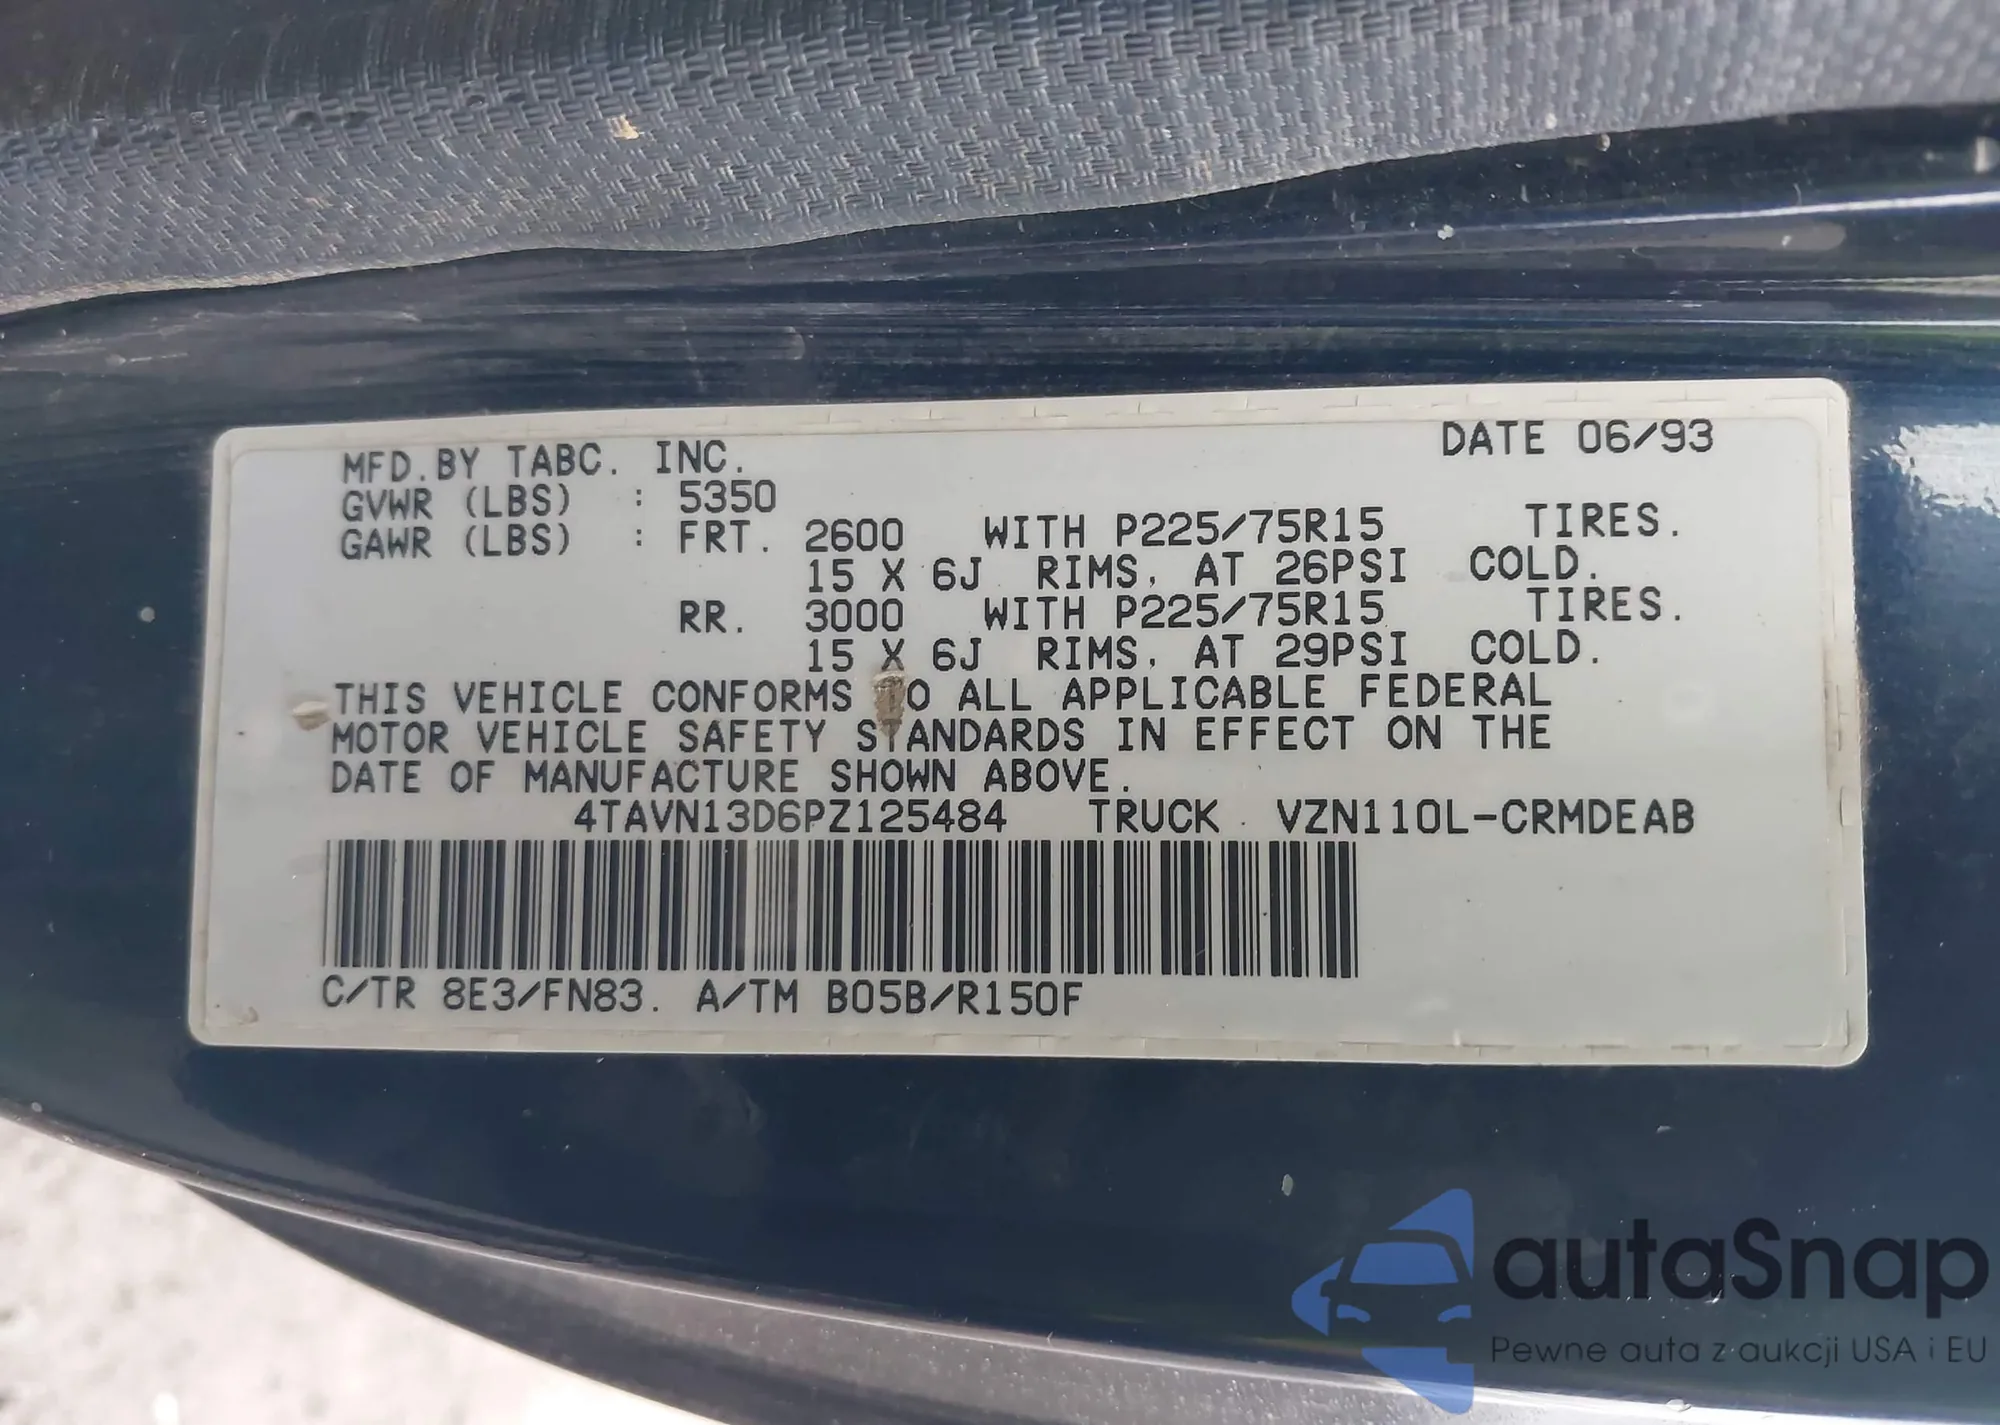 MFD.BY TABC. INC. DATE 06/93
GVWR (LBS) : 5350
GAWR (LBS) : FRT. 2600 WITH P225/75R15 TIRES.
15 X 6J RIMS, AT 26PSI COLD.
RR. 3000 WITH P225/75R15 TIRES.
15 X 6J RIMS, AT 29PSI COLD.
THIS VEHICLE CONFORMS TO ALL APPLICABLE FEDERAL
MOTOR VEHICLE SAFETY STANDARDS IN EFFECT ON THE
DATE OF MANUFACTURE SHOWN ABOVE.
4TAVN13D6PZ125484 TRUCK VZN110L-CRMDEAB
C/TR 8E3/FN83. A/TM B05B/R150F
autaSnap
Pewne auta z aukcji USA i EU